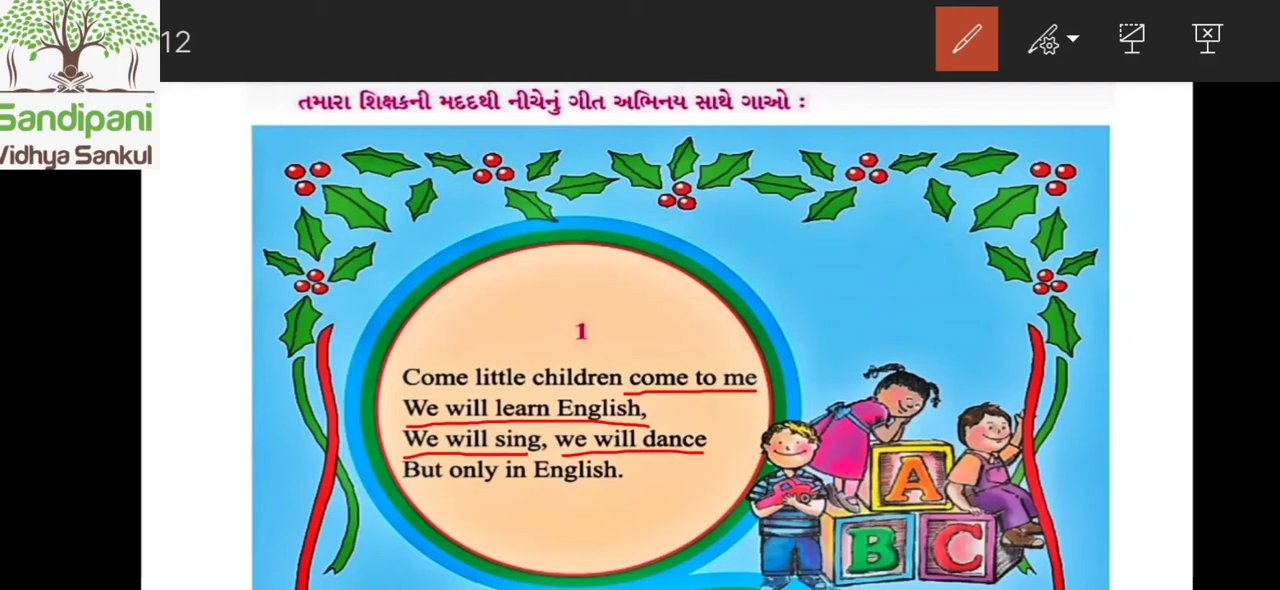 12
Sandipani
Vidhya Sankul
તમારા શિક્ષકની મદદથી નીચેનું ગીત અભિનય સાથે ગાઓ :
1
Come little children come to me
We will learn English,
We will sing, we will dance
But only in English.
A
B C